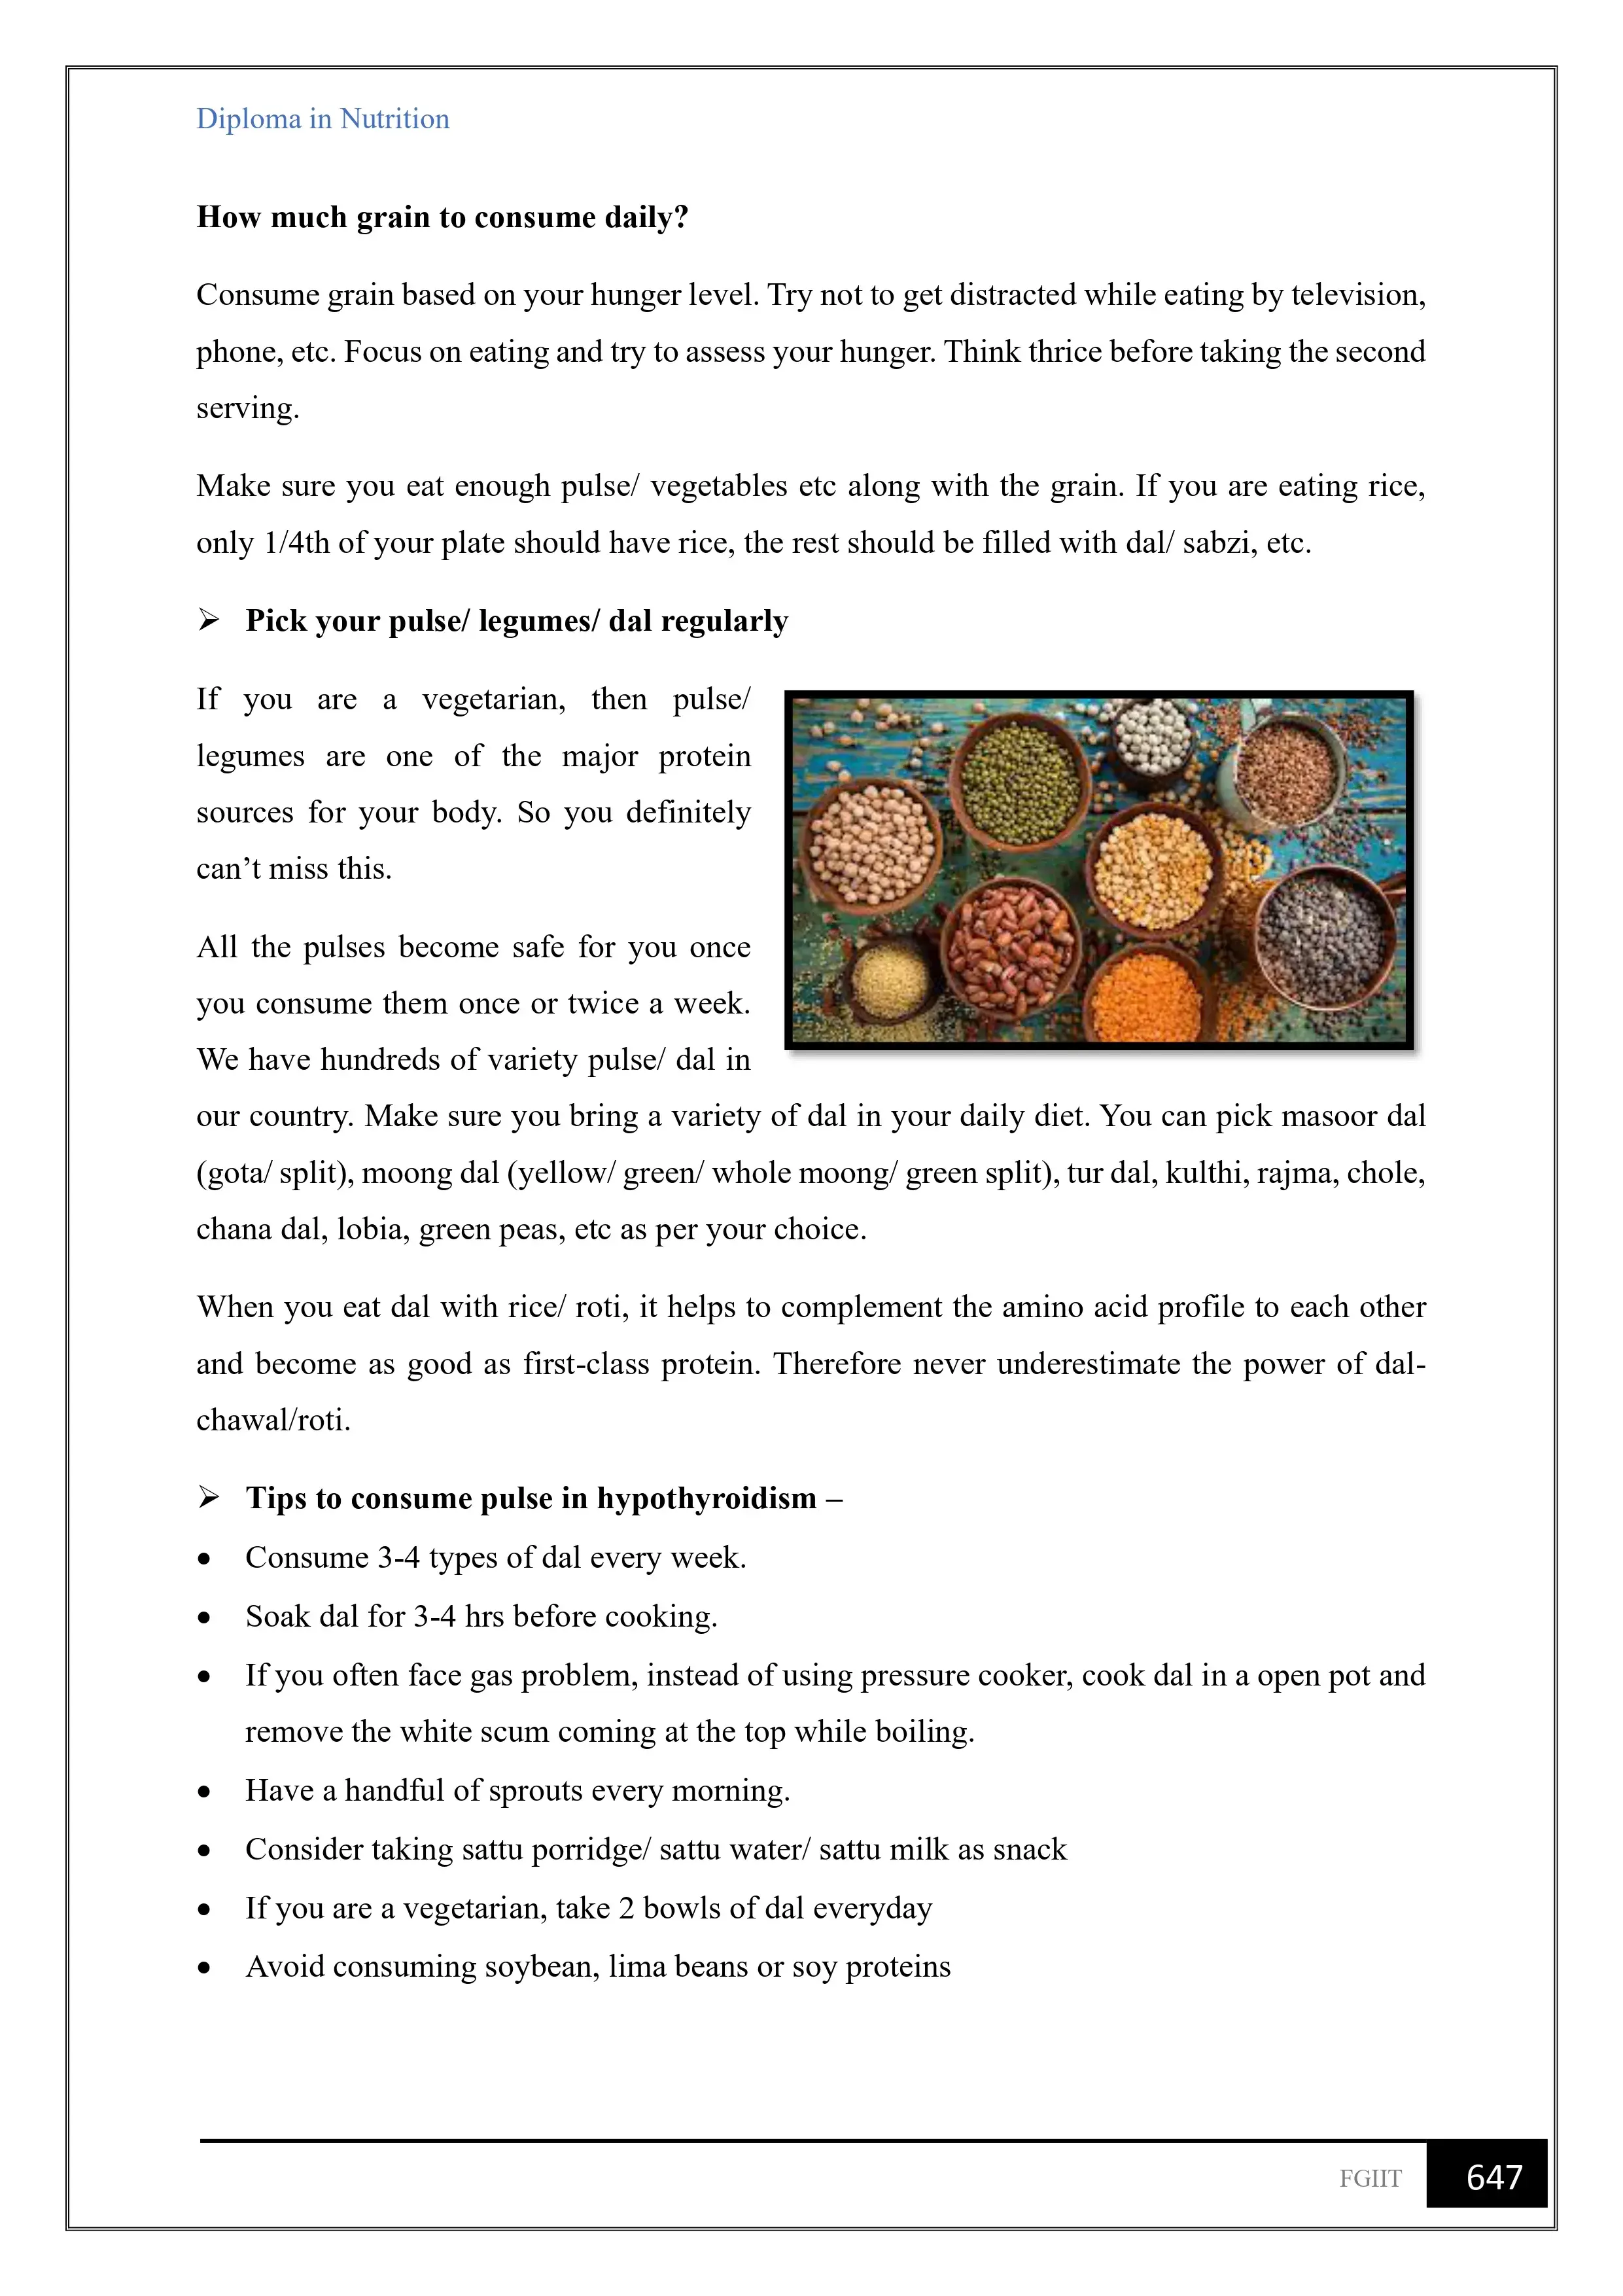 Diploma in Nutrition
How much grain to consume daily?
Consume grain based on your hunger level. Try not to get distracted while eating by television,
phone, etc. Focus on eating and try to assess your hunger. Think thrice before taking the second
serving.
Make sure you eat enough pulse/ vegetables etc along with the grain. If you are eating rice,
only 1/4th of your plate should have rice, the rest should be filled with dal/ sabzi, etc.
➢ Pick your pulse/ legumes/ dal regularly
If you are a vegetarian, then pulse/
legumes are one of the major protein
sources for your body. So you definitely
can’t miss this.
All the pulses become safe for you once
you consume them once or twice a week.
We have hundreds of variety pulse/ dal in
our country. Make sure you bring a variety of dal in your daily diet. You can pick masoor dal
(gota/ split), moong dal (yellow/ green/ whole moong/ green split), tur dal, kulthi, rajma, chole,
chana dal, lobia, green peas, etc as per your choice.
When you eat dal with rice/ roti, it helps to complement the amino acid profile to each other
and become as good as first-class protein. Therefore never underestimate the power of dal-
chawal/roti.
➢ Tips to consume pulse in hypothyroidism –
• Consume 3-4 types of dal every week.
• Soak dal for 3-4 hrs before cooking.
• If you often face gas problem, instead of using pressure cooker, cook dal in a open pot and
remove the white scum coming at the top while boiling.
• Have a handful of sprouts every morning.
• Consider taking sattu porridge/ sattu water/ sattu milk as snack
• If you are a vegetarian, take 2 bowls of dal everyday
• Avoid consuming soybean, lima beans or soy proteins
FGIIT 647